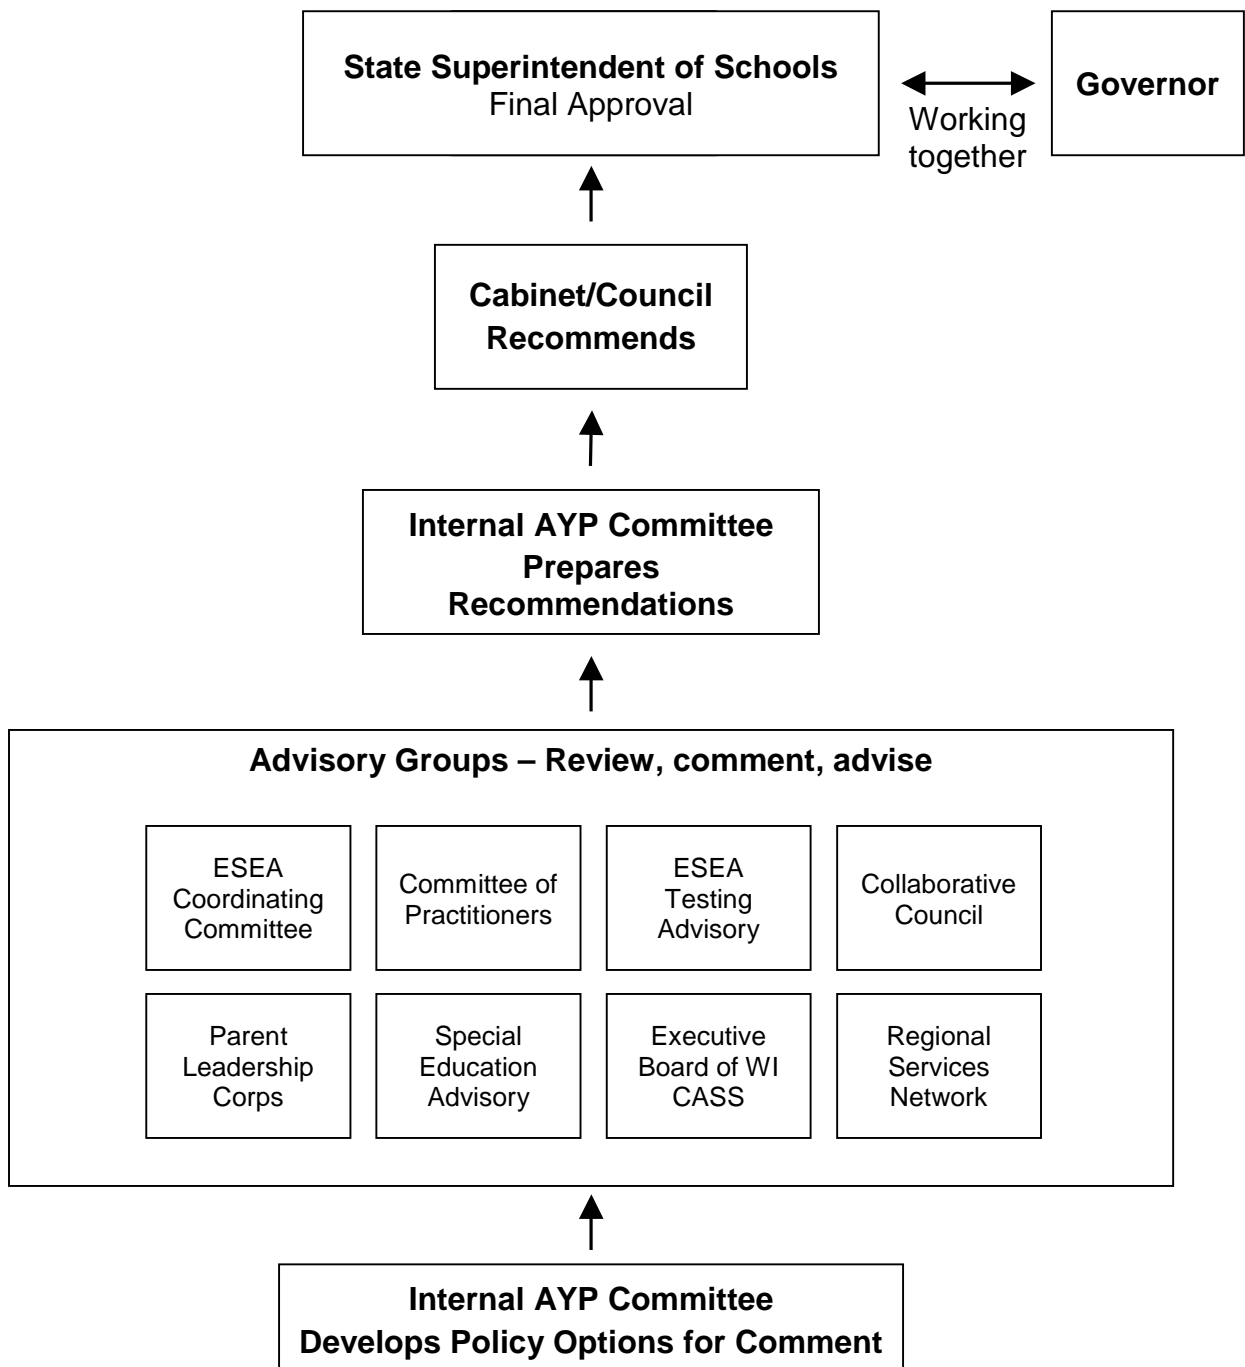 State Superintendent of Schools
Final Approval
Governor
Working
together
Cabinet/Council
Recommends
Internal AYP Committee
Prepares
Recommendations
Advisory Groups – Review, comment, advise
ESEA
Coordinating
Committee
Committee of
Practitioners
ESEA
Testing
Advisory
Collaborative
Council
Parent
Leadership
Corps
Special
Education
Advisory
Executive
Board of WI
CASS
Regional
Services
Network
Internal AYP Committee
Develops Policy Options for Comment